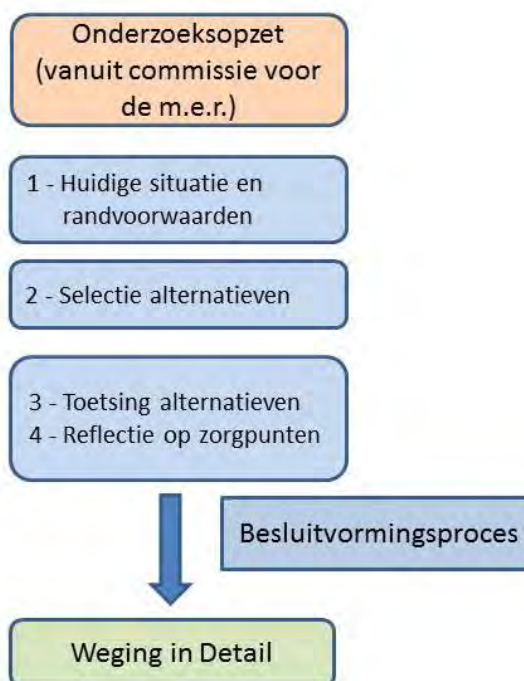 Onderzoeksopzet
(vanuit commissie voor
de m.e.r.)
1 - Huidige situatie en
randvoorwaarden
2 - Selectie alternatieven
3 - Toetsing alternatieven
4 - Reflectie op zorgpunten
Besluitvormingsproces
Weging in Detail